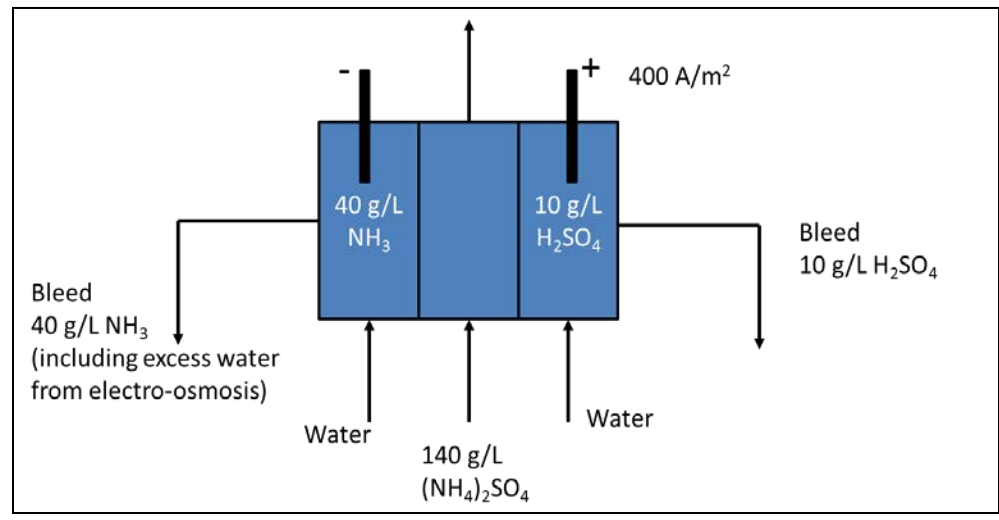 -
+
400 A/m²
40 g/L
NH₃
10 g/L
H₂SO₄
Bleed
40 g/L NH₃
(including excess water
from electro-osmosis)
Bleed
10 g/L H₂SO₄
Water
140 g/L
(NH₄)₂SO₄
Water